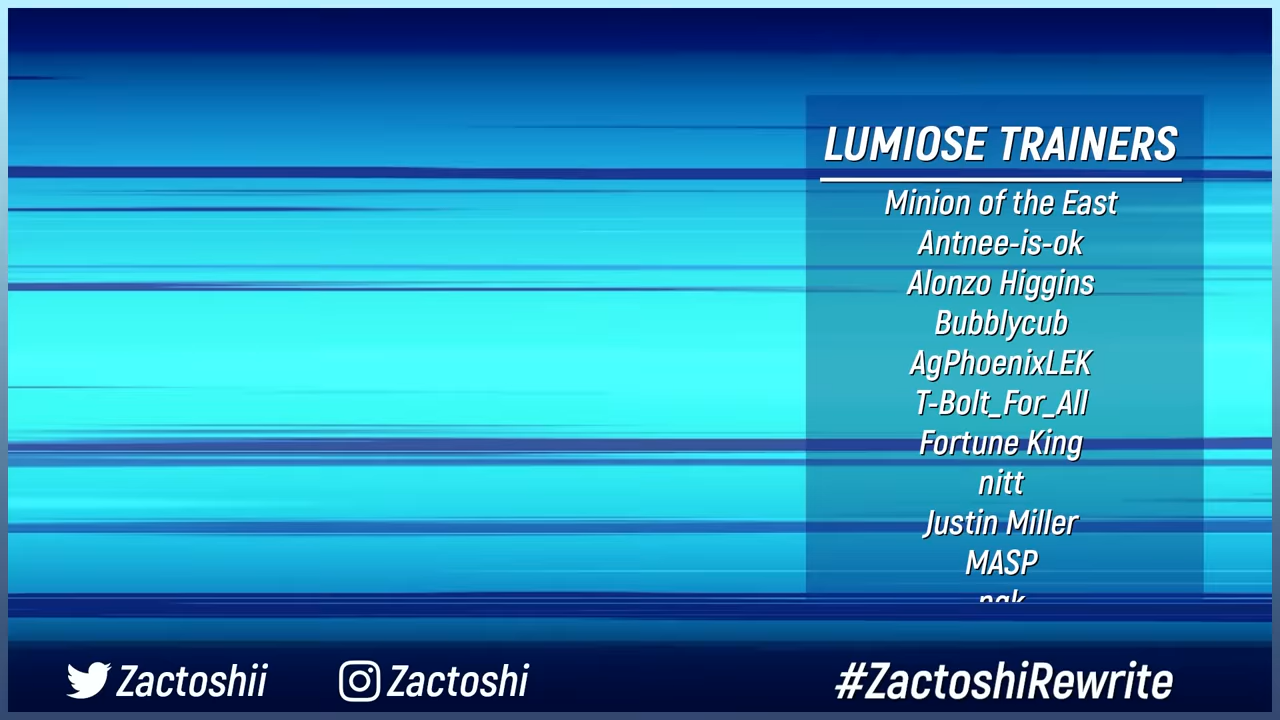 LUMIOSE TRAINERS
Minion of the East
Antnee-is-ok
Alonzo Higgins
Bubblycub
AgPhoenixLEK
T-Bolt_For_All
Fortune King
nitt
Justin Miller
MASP
Zactoshii
Zactoshi
#ZactoshiRewrite